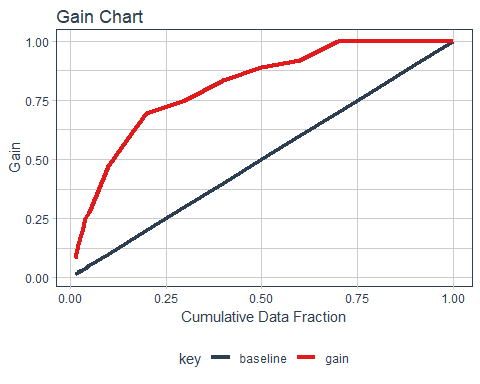 Gain Chart
1.00
0.75
0.50
0.25
0.00
Gain
0.00 0.25 0.50 0.75 1.00
Cumulative Data Fraction
key baseline gain